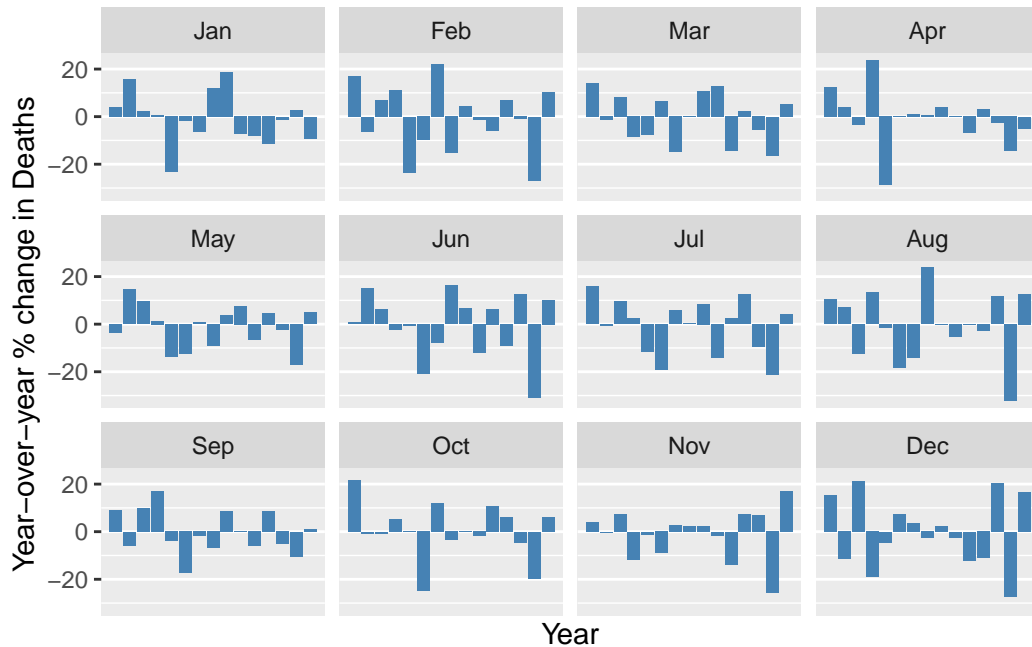 Jan Feb Mar Apr
20
0
−20
May Jun Jul Aug
20
0
−20
Sep Oct Nov Dec
20
0
−20
Year−over−year % change in Deaths
Year